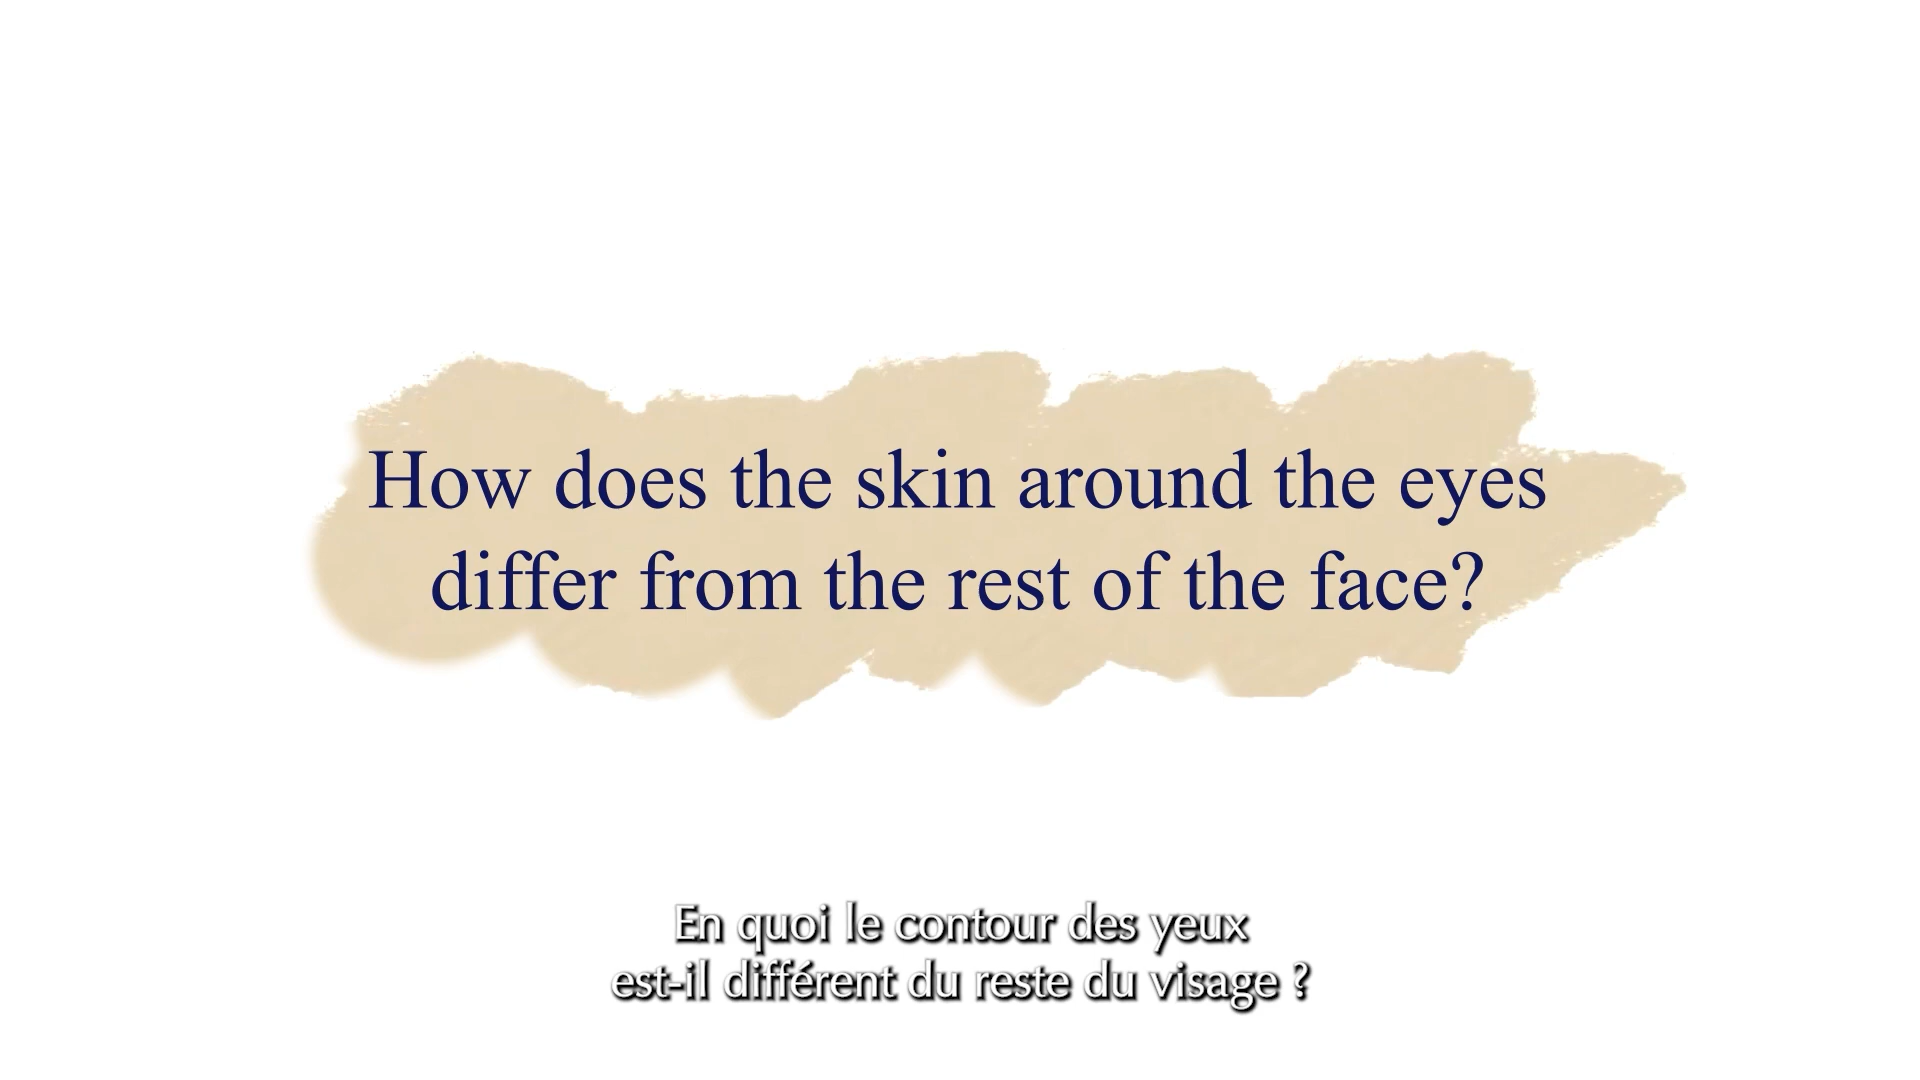 How does the skin around the eyes
differ from the rest of the face?
En quoi le contour des yeux
est-il différent du reste du visage ?